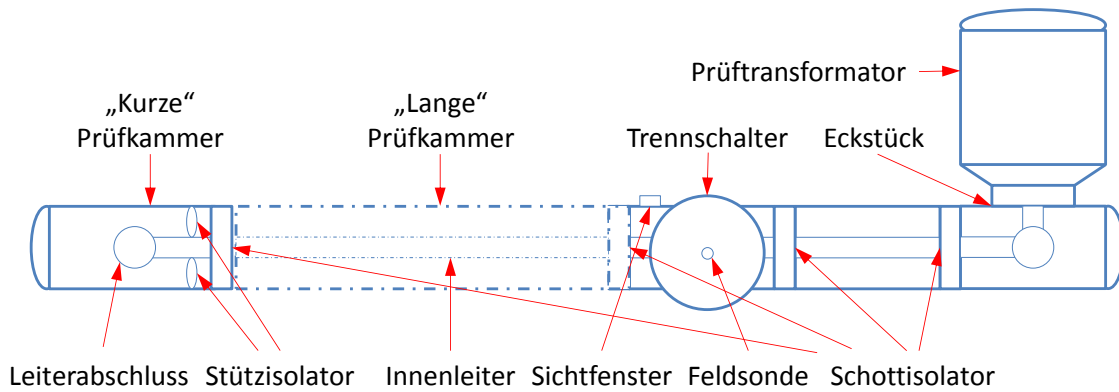 Prüftransformator
„Kurze“
Prüfkammer
„Lange“
Prüfkammer
Trennschalter
Eckstück
Leiterabschluss
Stützisolator
Innenleiter
Sichtfenster
Feldsonde
Schottisolator